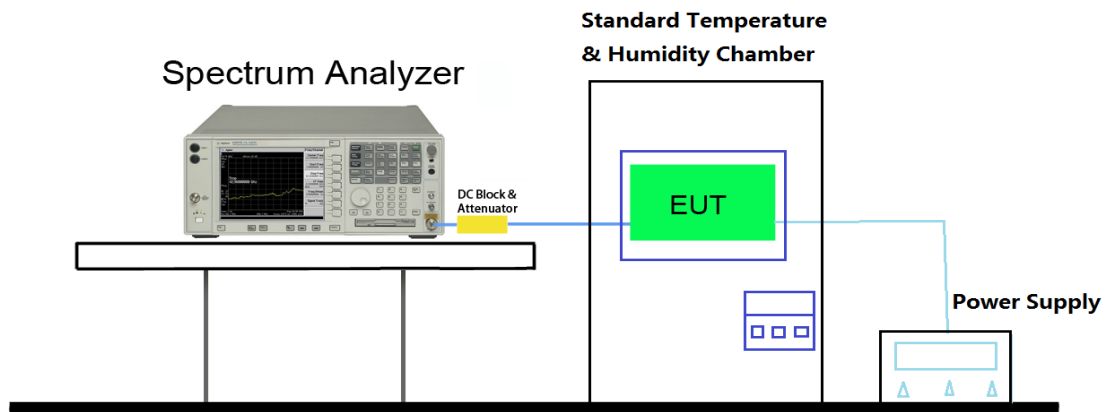 Standard Temperature
& Humidity Chamber
Spectrum Analyzer
DC Block &
Attenuator
EUT
Power Supply